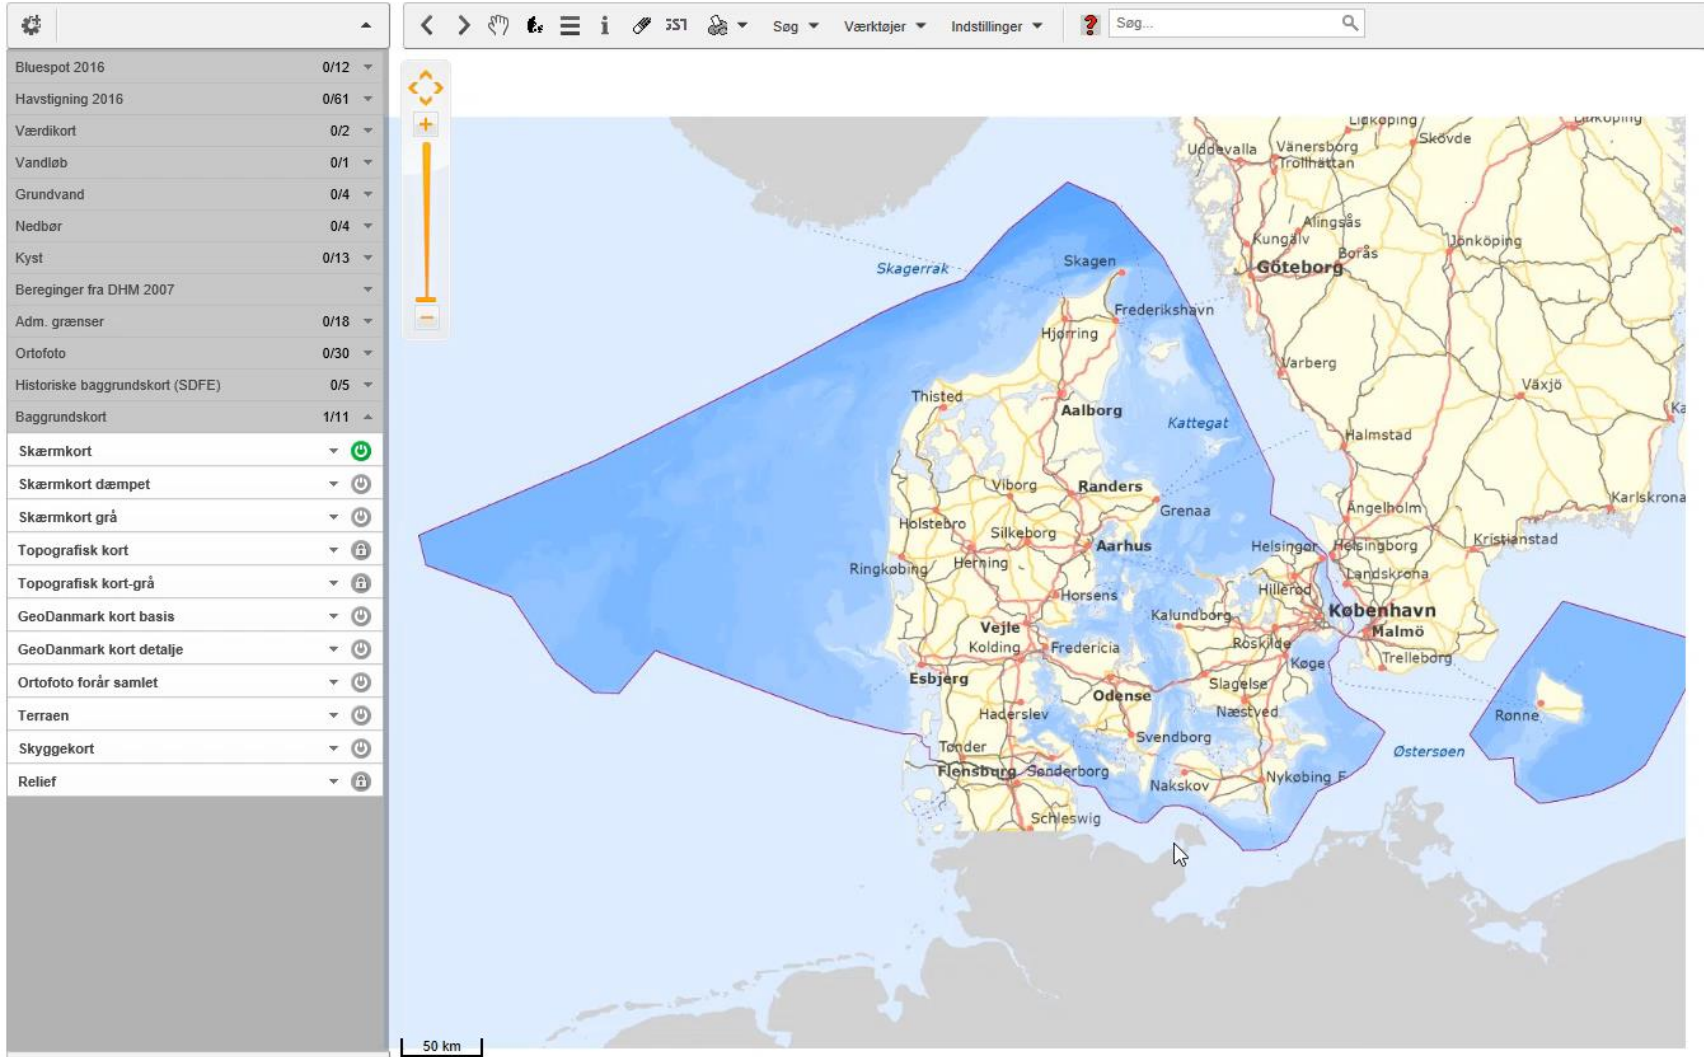 Søg
Værktøjer
Indstillinger
Søg...
Bluespot 2016 0/12
Havstigning 2016 0/61
Værdikort 0/2
Vandløb 0/1
Grundvand 0/4
Nedbør 0/4
Kyst 0/13
Bereginger fra DHM 2007
Adm. grænser 0/18
Ortofoto 0/30
Historiske baggrundskort (SDFE) 0/5
Baggrundskort 1/11
Skærmkort
Skærmkort dæmpet
Skærmkort grå
Topografisk kort
Topografisk kort-grå
GeoDanmark kort basis
GeoDanmark kort detalje
Ortofoto forår samlet
Terraen
Skyggekort
Relief
Lidköping
Linköping
Skövde
Uddevalla
Vänersborg
Trollhättan
Alingsås
Kungälv
Borås
Jönköping
Göteborg
Skagerrak
Skagen
Frederikshavn
Hjørring
Varberg
Växjö
Thisted
Aalborg
Kattegat
Ka
Halmstad
Viborg
Randers
Grenaa
Karlskrona
Ängelholm
Holstebro
Silkeborg
Aarhus
Helsingør
Helsingborg
Kristianstad
Ringkøbing
Herning
Landskrona
Hillerød
Horsens
Kalundborg
København
Vejle
Malmö
Kolding
Fredericia
Roskilde
Køge
Trelleborg
Esbjerg
Odense
Slagelse
Næstved
Rønne
Haderslev
Svendborg
Østersøen
Tønder
Flensburg
Sønderborg
Nakskov
Nykøbing F
Schleswig
50 km